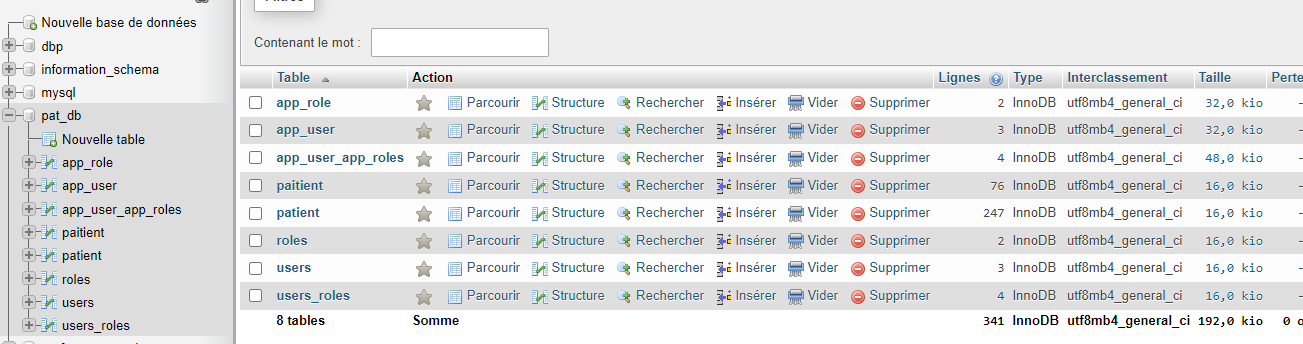 Nouvelle base de données
dbp
information_schema
mysql
pat_db
Nouvelle table
app_role
app_user
app_user_app_roles
paitient
patient
roles
users
users_roles
Contenant le mot :
Table Action Lignes Type Interclassement Taille Perte
app_role Parcourir Structure Rechercher Insérer Vider Supprimer 2 InnoDB utf8mb4_general_ci 32,0 kio -
app_user Parcourir Structure Rechercher Insérer Vider Supprimer 3 InnoDB utf8mb4_general_ci 32,0 kio -
app_user_app_roles Parcourir Structure Rechercher Insérer Vider Supprimer 4 InnoDB utf8mb4_general_ci 48,0 kio -
paitient Parcourir Structure Rechercher Insérer Vider Supprimer 76 InnoDB utf8mb4_general_ci 16,0 kio -
patient Parcourir Structure Rechercher Insérer Vider Supprimer 247 InnoDB utf8mb4_general_ci 16,0 kio -
roles Parcourir Structure Rechercher Insérer Vider Supprimer 2 InnoDB utf8mb4_general_ci 16,0 kio -
users Parcourir Structure Rechercher Insérer Vider Supprimer 3 InnoDB utf8mb4_general_ci 16,0 kio -
users_roles Parcourir Structure Rechercher Insérer Vider Supprimer 4 InnoDB utf8mb4_general_ci 16,0 kio -
8 tables Somme 341 InnoDB utf8mb4_general_ci 192,0 kio 0 o